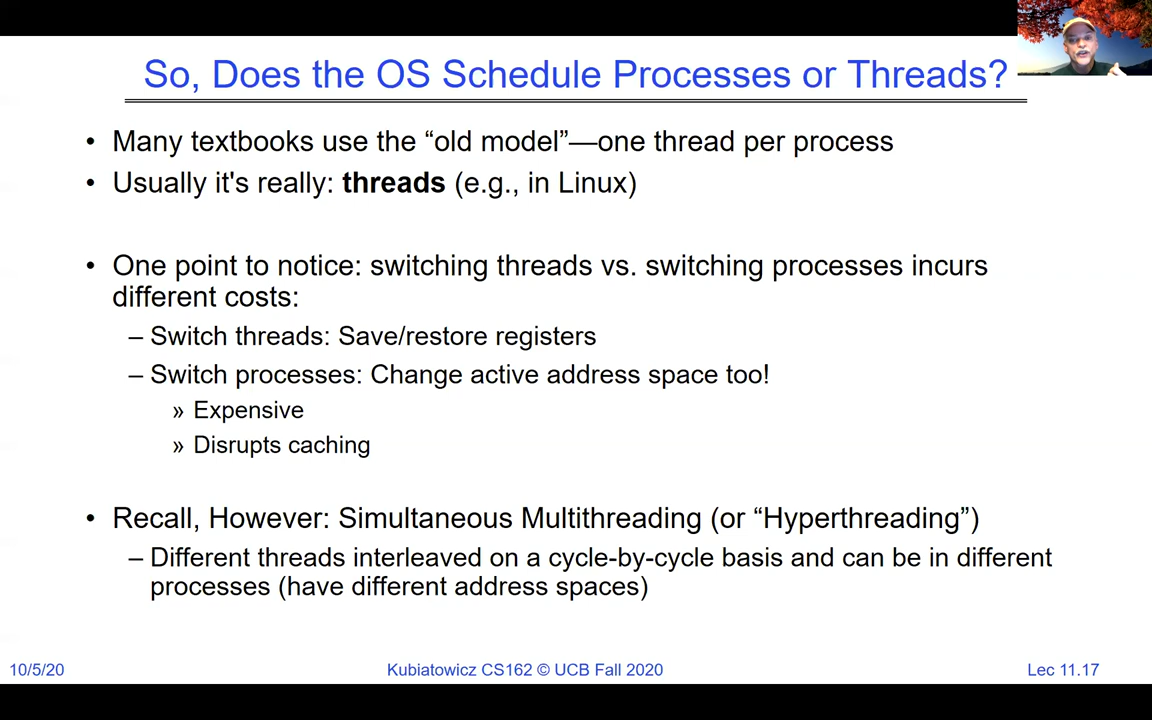 So, Does the OS Schedule Processes or Threads?
• Many textbooks use the “old model”—one thread per process
• Usually it's really: threads (e.g., in Linux)
• One point to notice: switching threads vs. switching processes incurs
different costs:
– Switch threads: Save/restore registers
– Switch processes: Change active address space too!
» Expensive
» Disrupts caching
• Recall, However: Simultaneous Multithreading (or “Hyperthreading”)
– Different threads interleaved on a cycle-by-cycle basis and can be in different
processes (have different address spaces)
10/5/20
Kubiatowicz CS162 © UCB Fall 2020
Lec 11.17